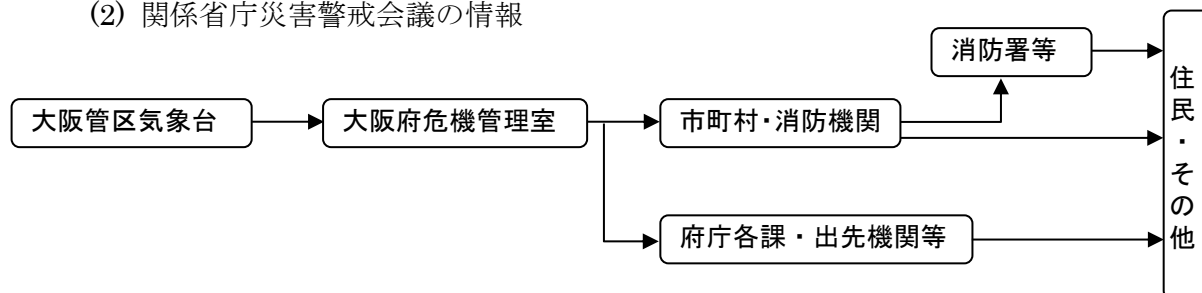 (2) 関係省庁災害警戒会議の情報
消防署等
大阪管区気象台
大阪府危機管理室
市町村・消防機関
府庁各課・出先機関等
住民・その他